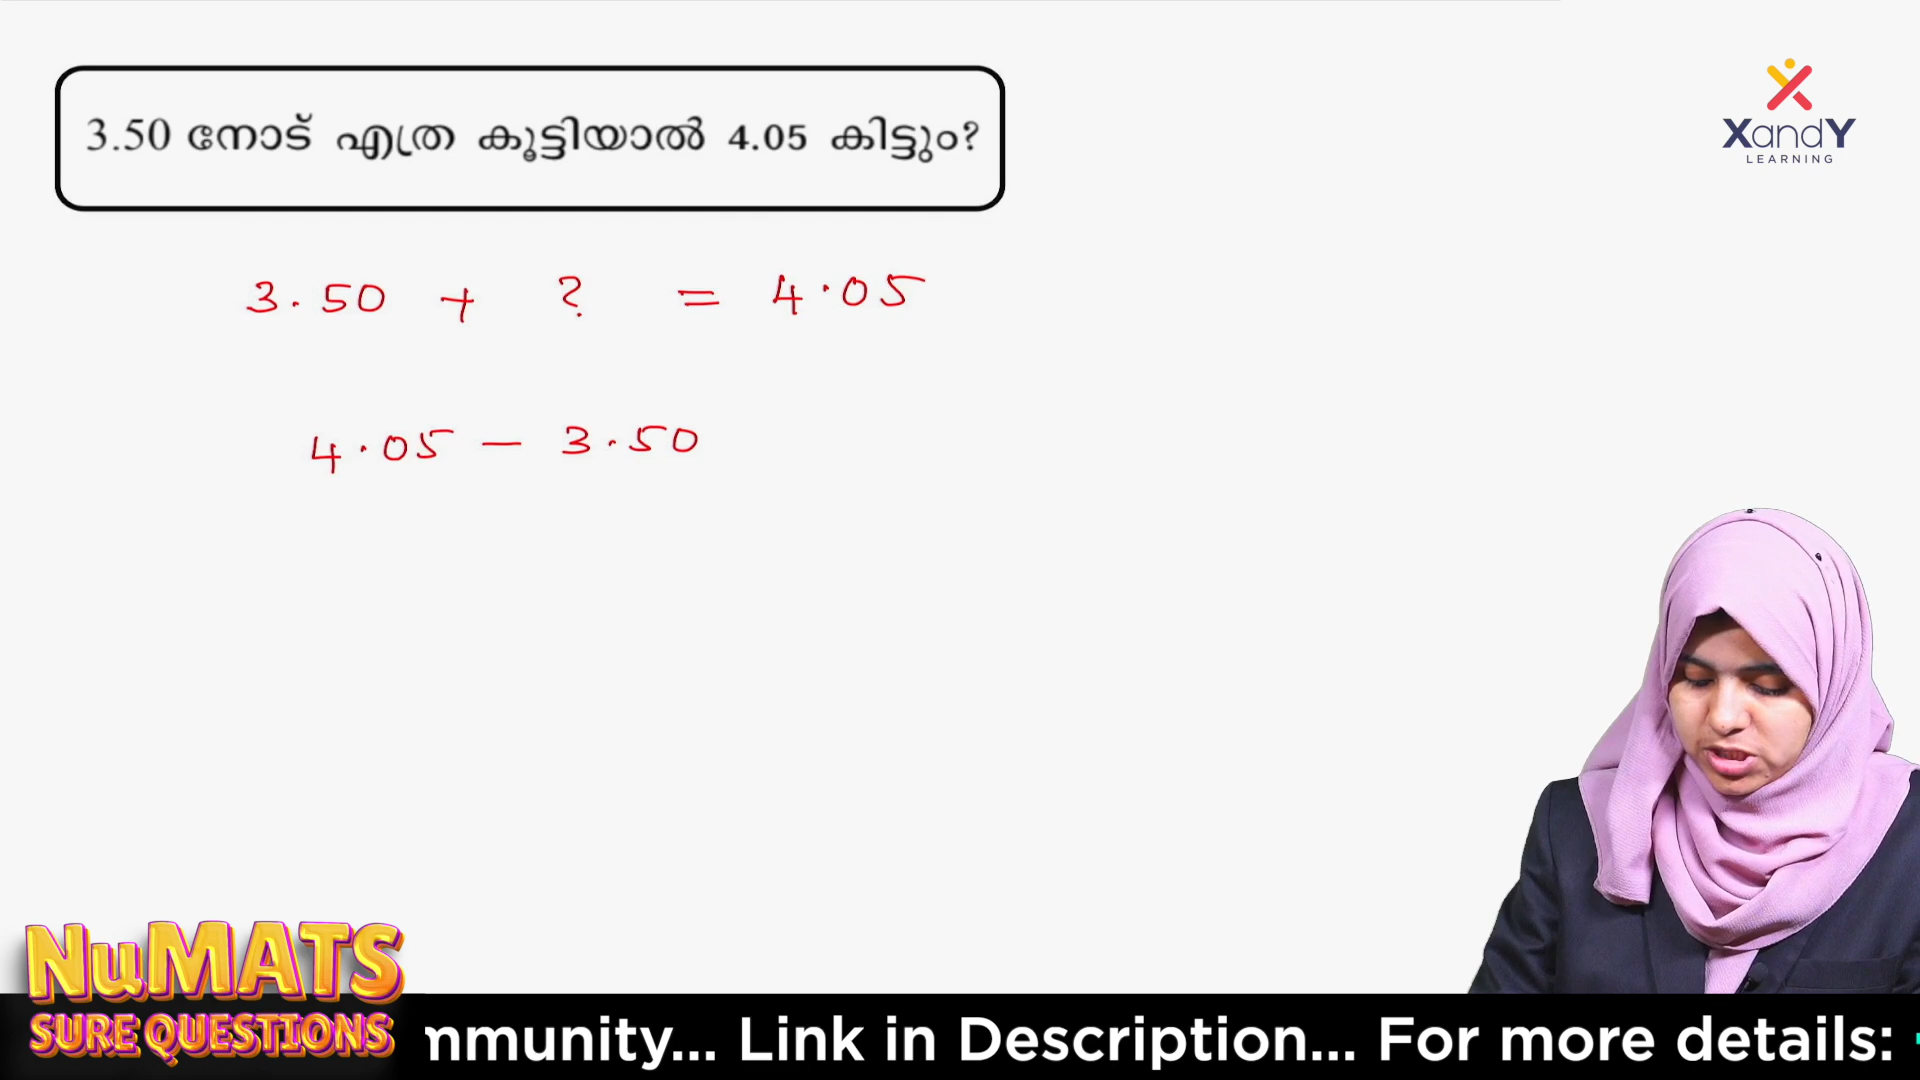 3.50 നോട് എത്ര കൂട്ടിയാൽ 4.05 കിട്ടും?
XandY
LEARNING
3.50 + ? = 4.05
4.05 - 3.50
NuMATS
SURE QUESTIONS
mmunity... Link in Description... For more details: